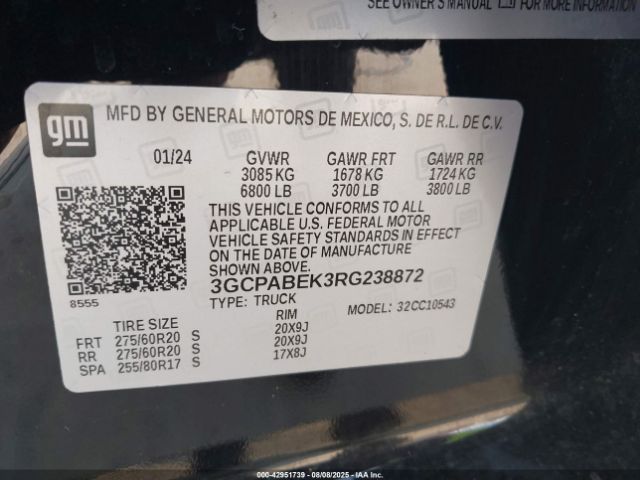 SEE OWNER'S MANUAL FOR MORE INFORMATION
gm
MFD BY GENERAL MOTORS DE MEXICO, S. DE R.L. DE C.V.
01/24 GVWR GAWR FRT GAWR RR
3085 KG 1678 KG 1724 KG
6800 LB 3700 LB 3800 LB
THIS VEHICLE CONFORMS TO ALL
APPLICABLE U.S. FEDERAL MOTOR
VEHICLE SAFETY STANDARDS IN EFFECT
ON THE DATE OF MANUFACTURE
SHOWN ABOVE.
8555
3GCPABEK3RG238872
TYPE: TRUCK MODEL: 32CC10543
TIRE SIZE RIM
FRT 275/60R20 S 20X9J
RR 275/60R20 S 20X9J
SPA 255/80R17 S 17X8J
000-42951739 08/08/2025 IAAI.COM